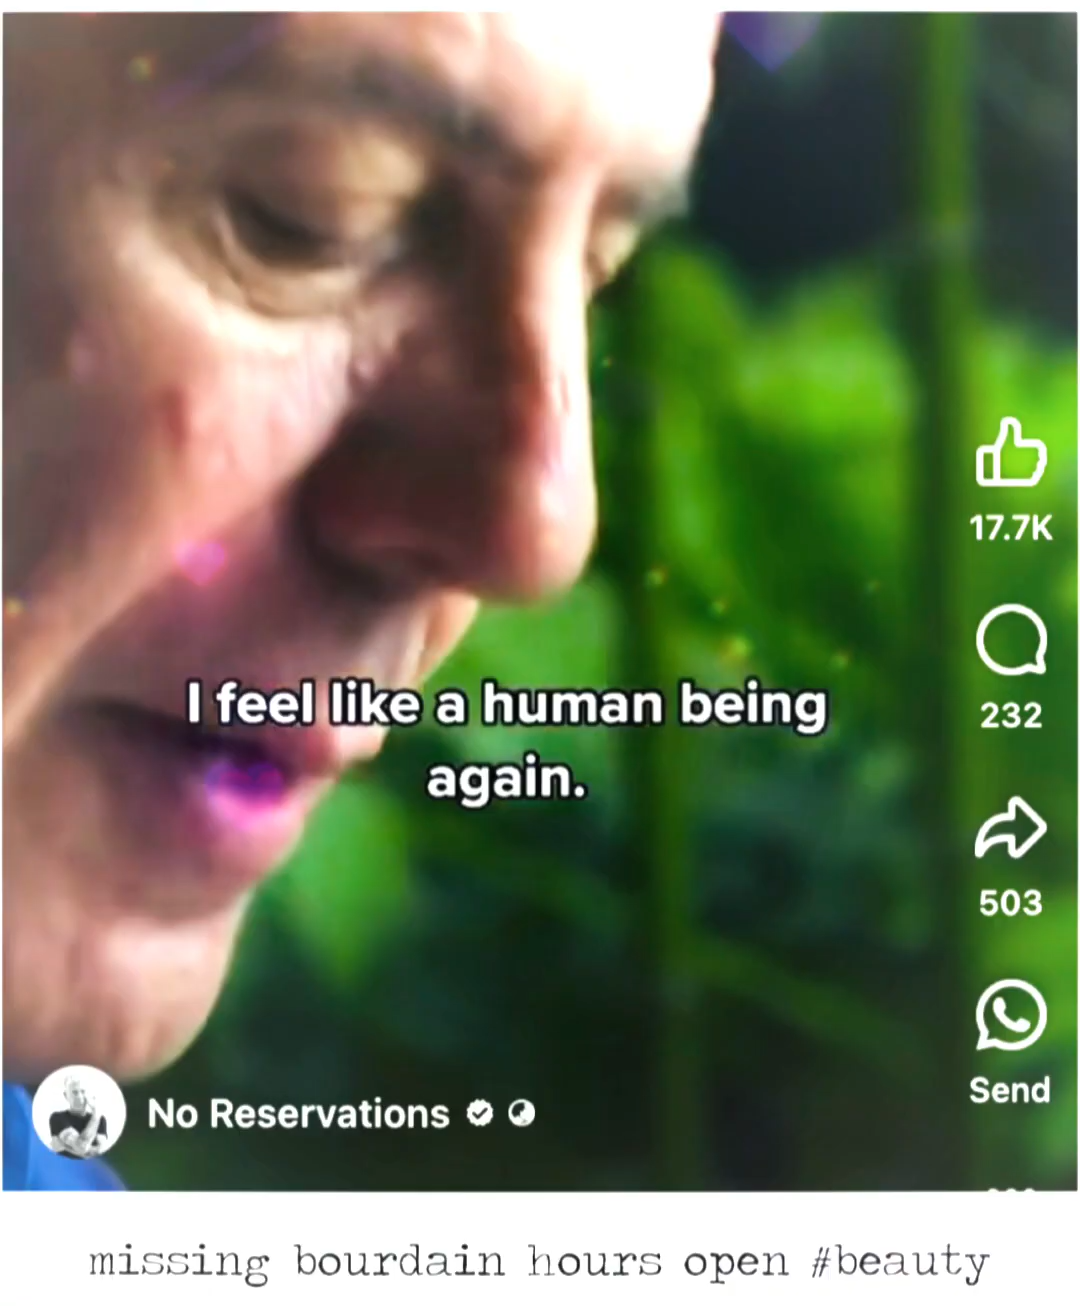 I feel like a human being
again.
17.7K
232
503
Send
No Reservations
missing bourdain hours open #beauty